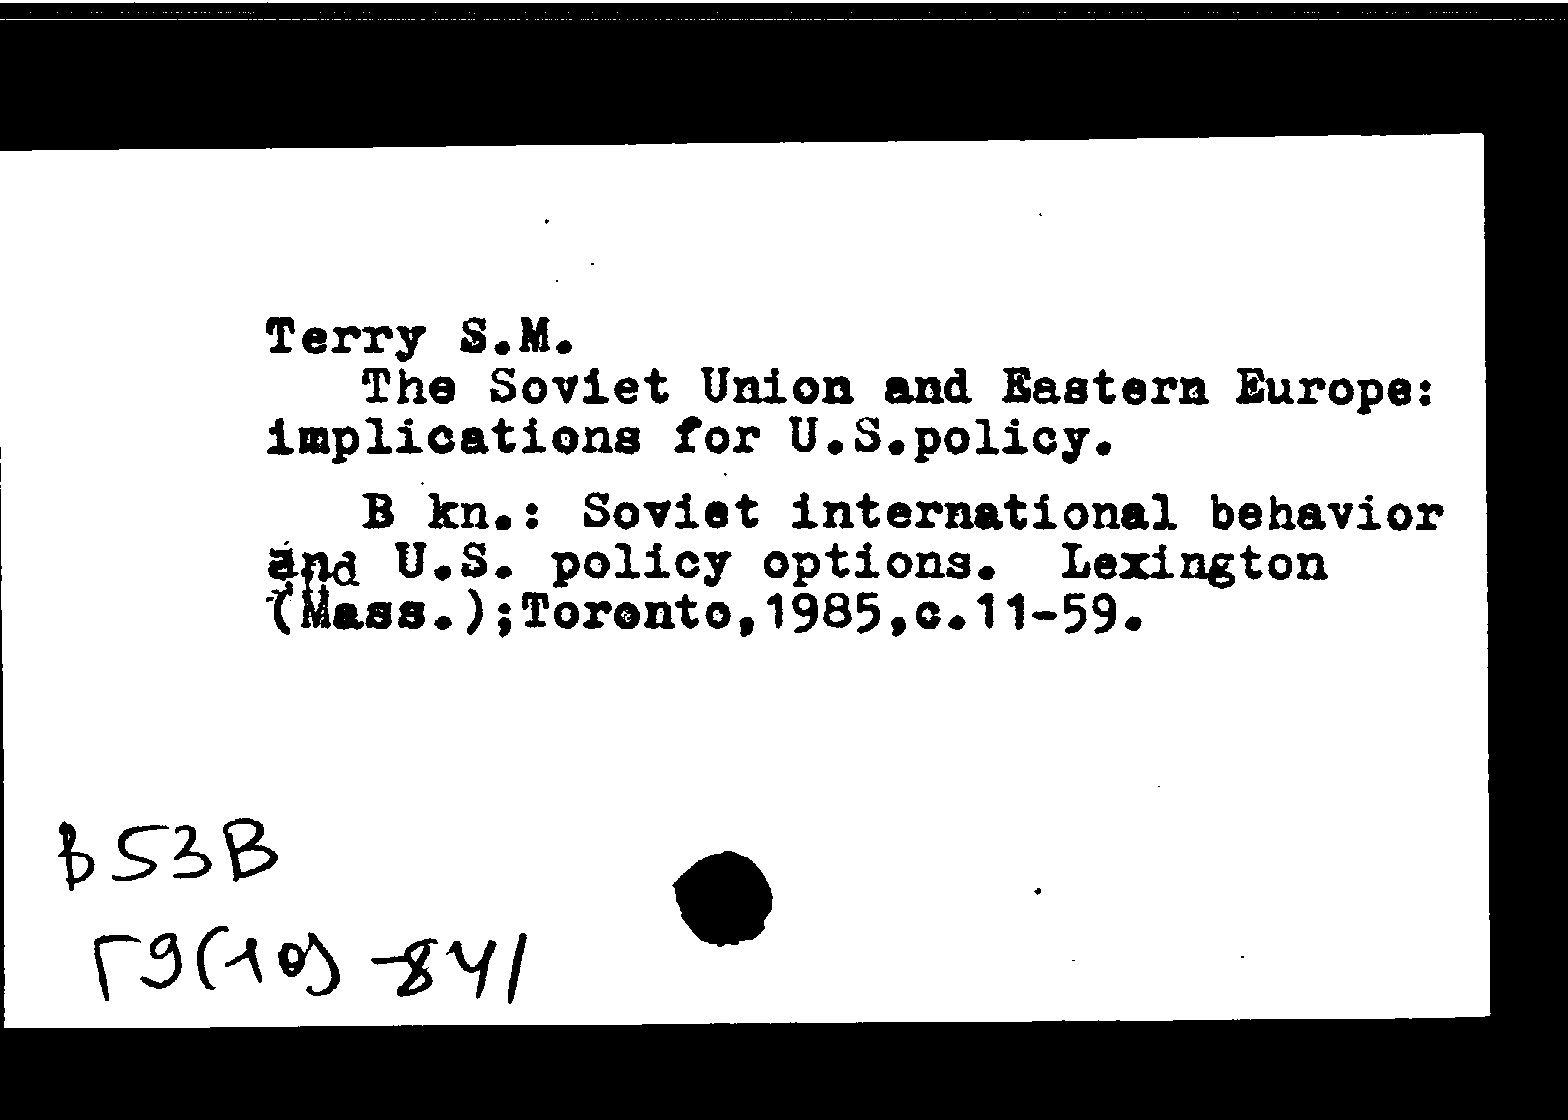 Terry S.M.
The Soviet Union and Eastern Europe:
implications for U.S.policy.
B kn.: Soviet international behavior
and U.S. policy options. Lexington
(Mass.);Toronto,1985,c.11-59.
B53B
Г9(10)-841